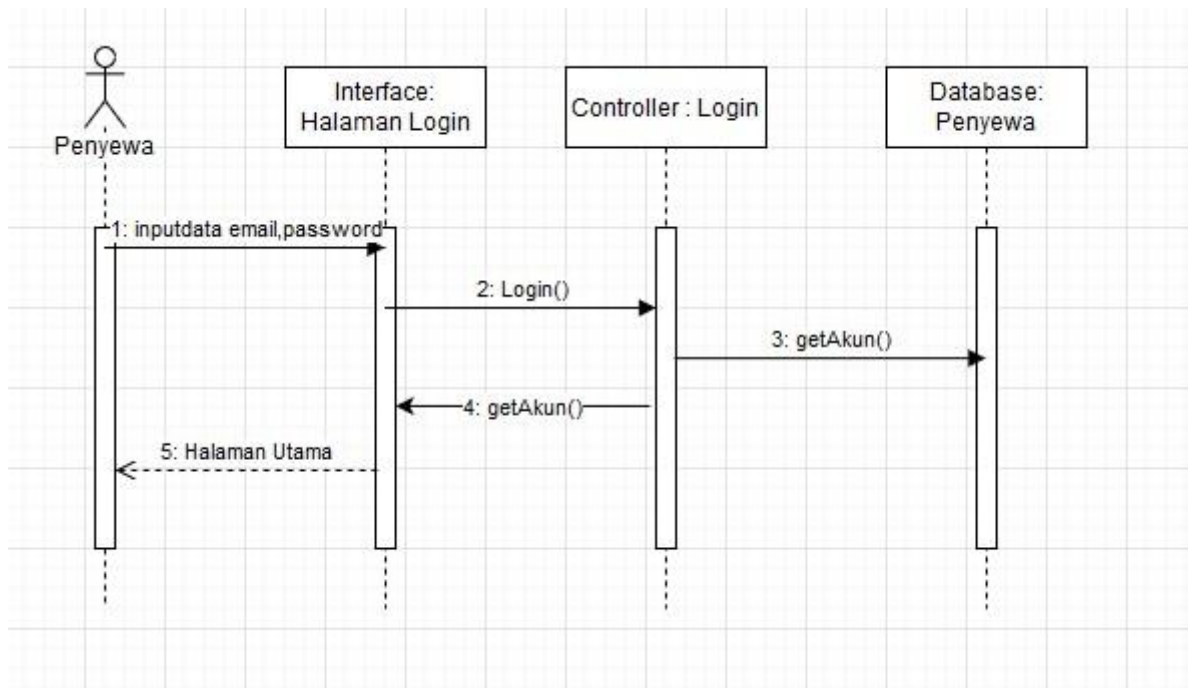 Penyewa
Interface:
Halaman Login
Controller : Login
Database:
Penyewa
1: inputdata email,password
2: Login()
3: getAkun()
4: getAkun()
5: Halaman Utama